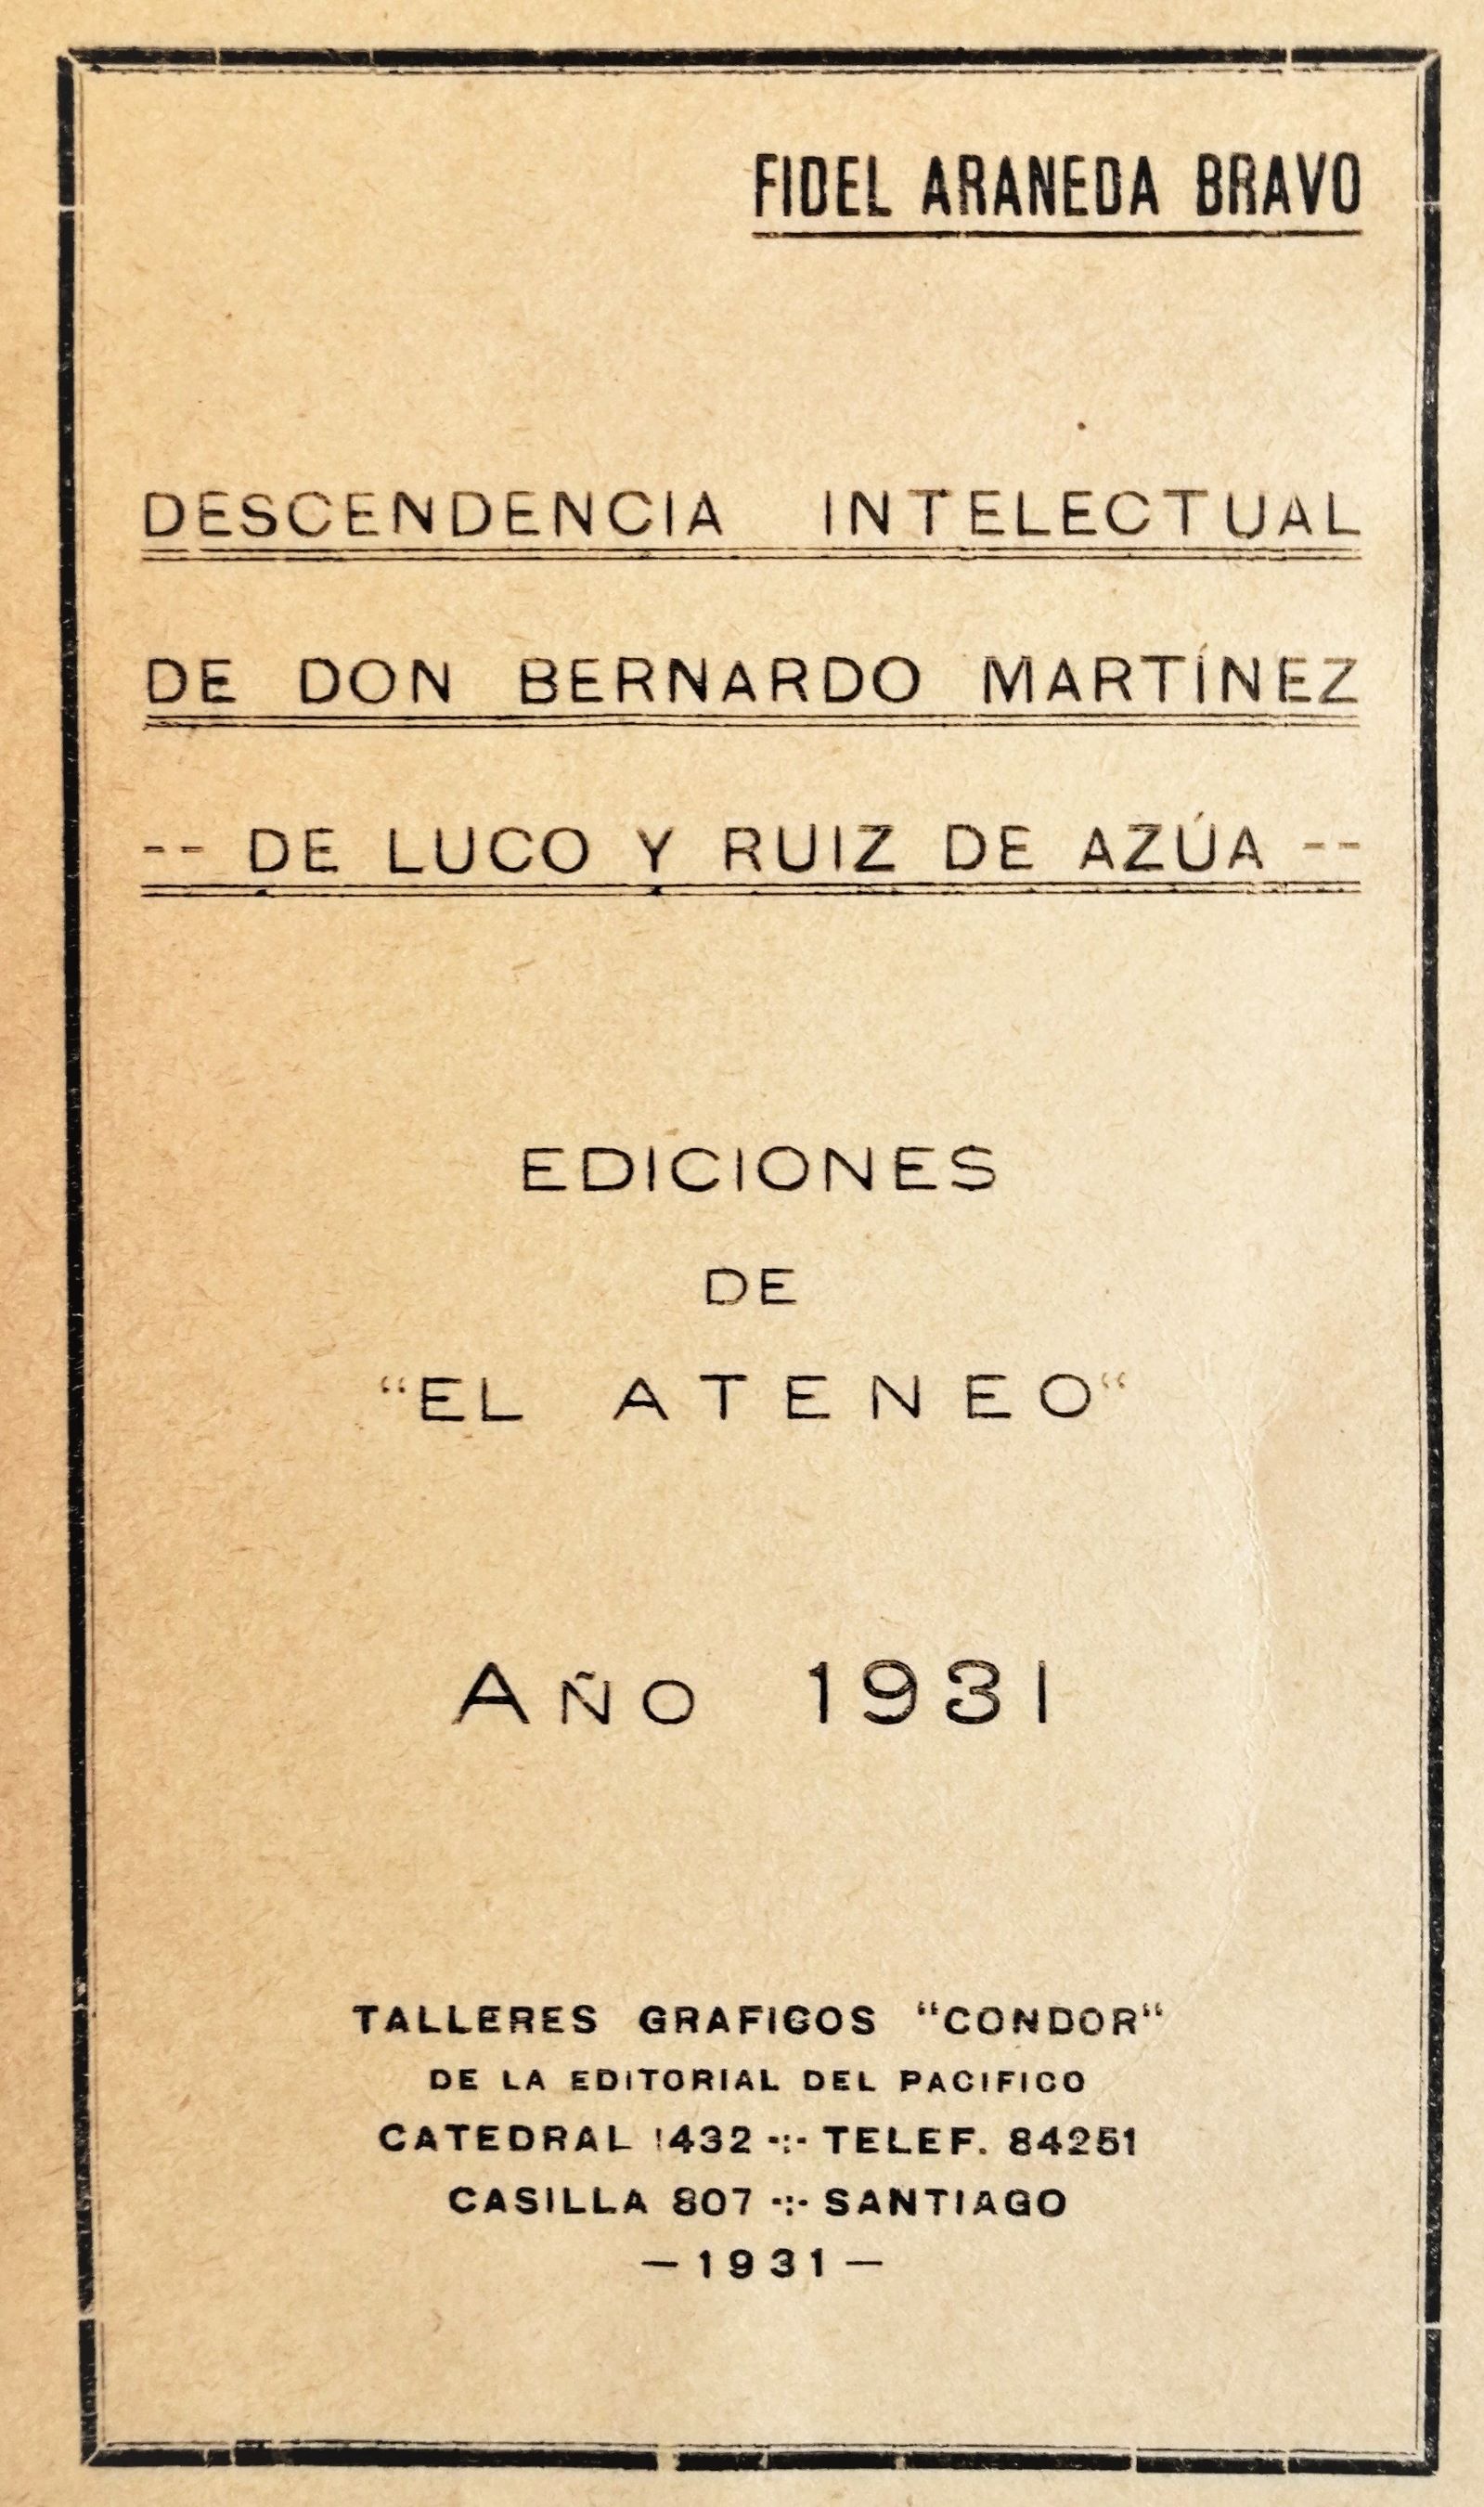 FIDEL ARANEDA BRAVO
DESCENDENCIA INTELECTUAL
DE DON BERNARDO MARTÍNEZ
-- DE LUCO Y RUIZ DE AZÚA --
EDICIONES
DE
“EL ATENEO“
AÑO 1931
TALLERES GRAFICOS “CONDOR“
DE LA EDITORIAL DEL PACIFICO
CATEDRAL 1432 -:- TELEF. 84251
CASILLA 807 -:- SANTIAGO
— 1931 —